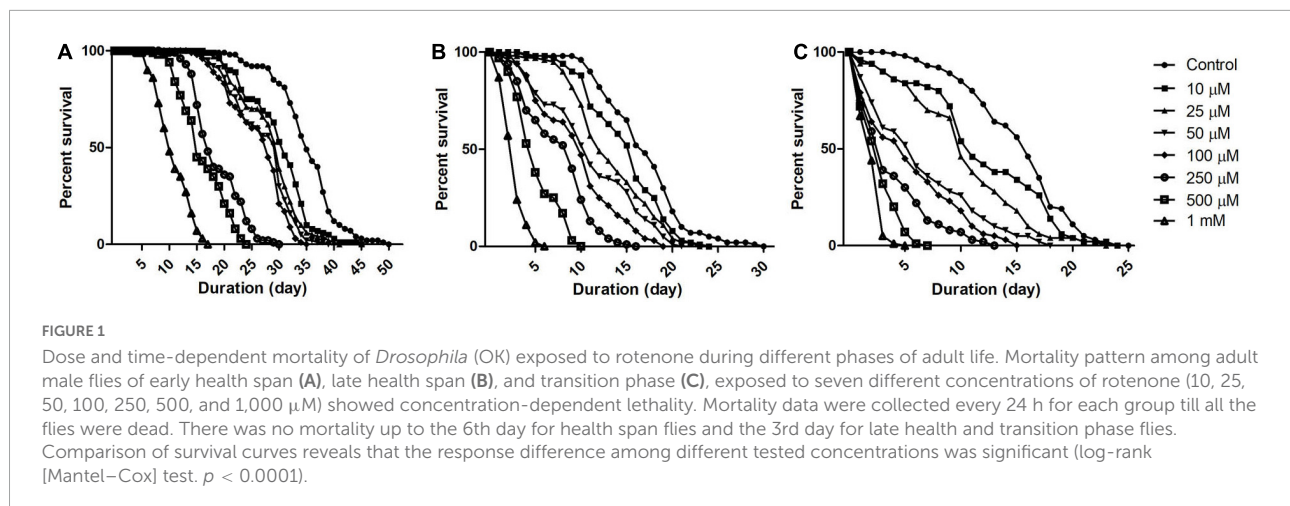 A
100
50
0
Percent survival
5
10
15
20
25
30
35
40
45
50
Duration (day)
B
100
50
0
Percent survival
5
10
15
20
25
30
Duration (day)
C
100
50
0
Percent survival
5
10
15
20
25
Duration (day)
Control
10 μM
25 μM
50 μM
100 μM
250 μM
500 μM
1 mM
FIGURE 1
Dose and time-dependent mortality of Drosophila (OK) exposed to rotenone during different phases of adult life. Mortality pattern among adult
male flies of early health span (A), late health span (B), and transition phase (C), exposed to seven different concentrations of rotenone (10, 25,
50, 100, 250, 500, and 1,000 μM) showed concentration-dependent lethality. Mortality data were collected every 24 h for each group till all the
flies were dead. There was no mortality up to the 6th day for health span flies and the 3rd day for late health and transition phase flies.
Comparison of survival curves reveals that the response difference among different tested concentrations was significant (log-rank
[Mantel–Cox] test. p < 0.0001).